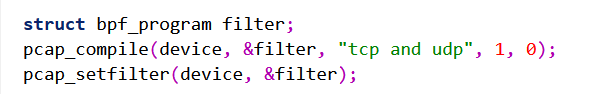 struct bpf_program filter;
pcap_compile(device, &filter, "tcp and udp", 1, 0);
pcap_setfilter(device, &filter);